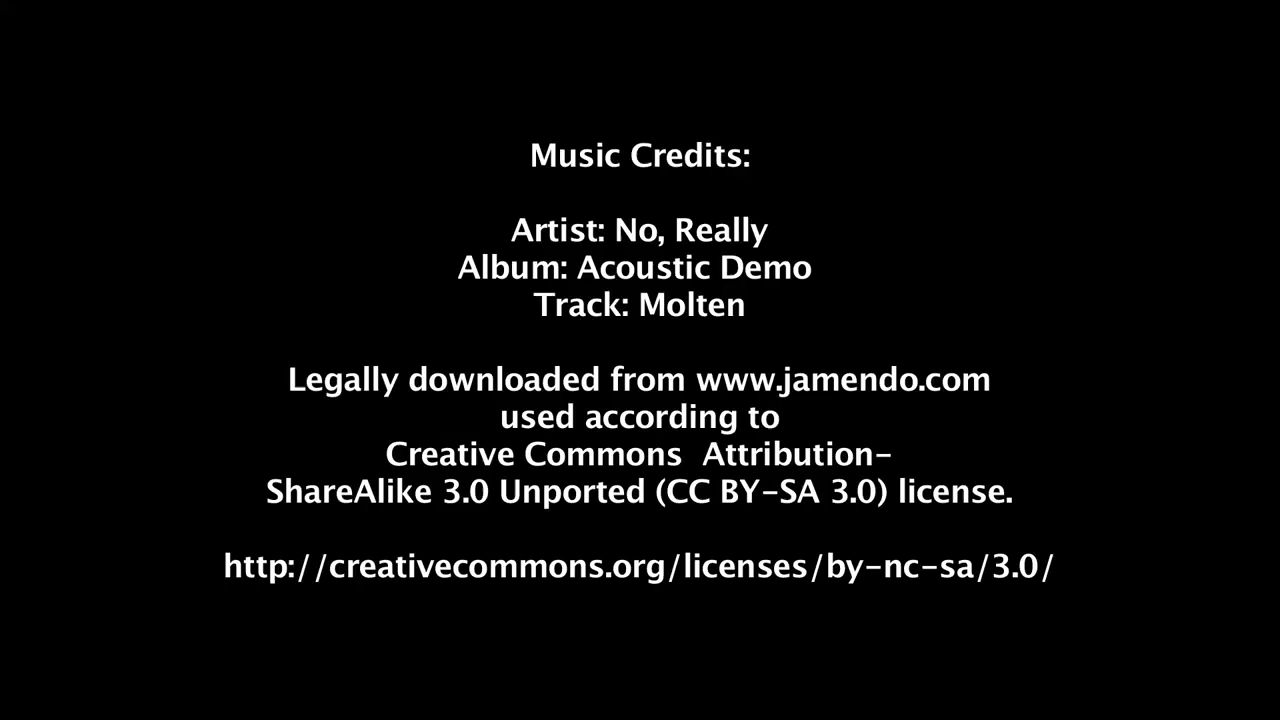 Music Credits:
Artist: No, Really
Album: Acoustic Demo
Track: Molten
Legally downloaded from www.jamendo.com
used according to
Creative Commons  Attribution-
ShareAlike 3.0 Unported (CC BY-SA 3.0) license.
http://creativecommons.org/licenses/by-nc-sa/3.0/